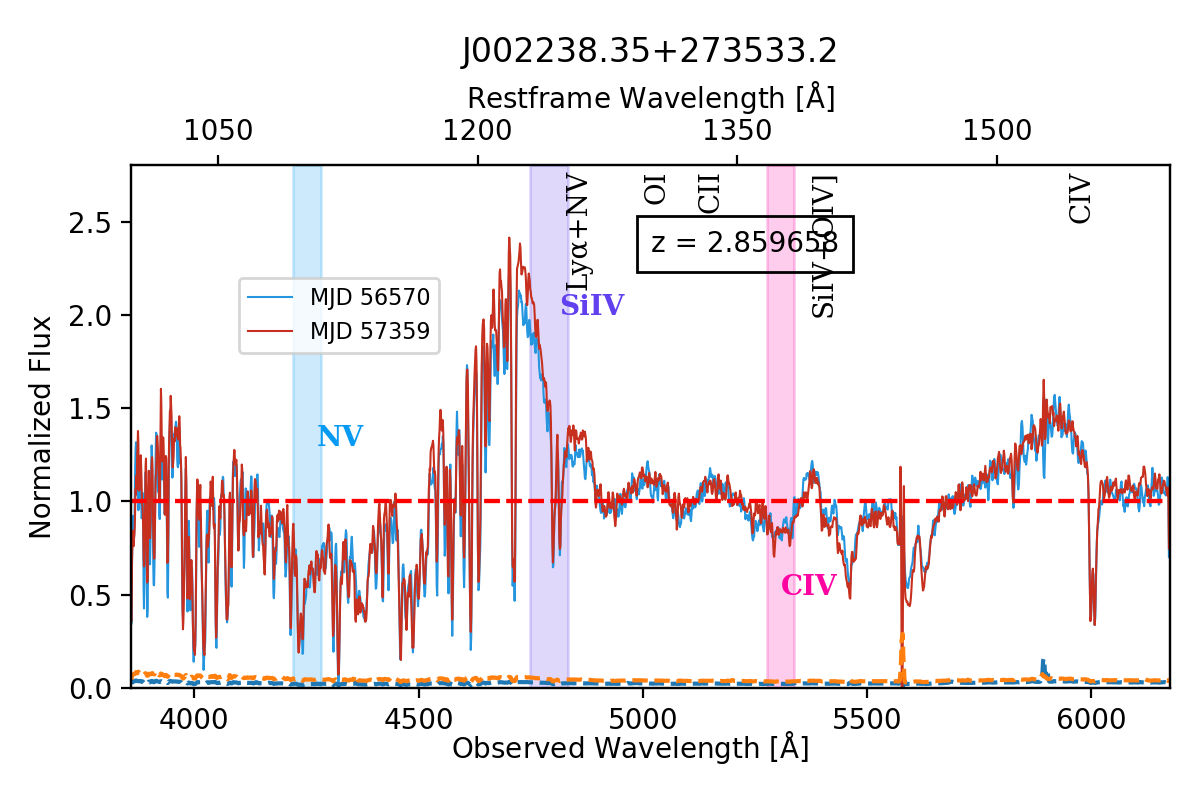 J002238.35+273533.2
Restframe Wavelength [Å]
1050 1200 1350 1500
Normalized Flux
2.5
2.0
1.5
1.0
0.5
0.0
MJD 56570
MJD 57359
NV
Lyα+NV
SiIV
OI
CII
z = 2.859658
SiIV+OIV]
CIV
CIV
4000 4500 5000 5500 6000
Observed Wavelength [Å]